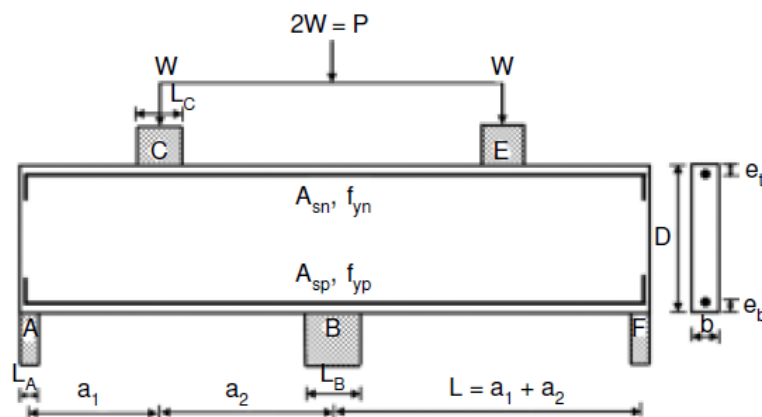 2W = P
W W
L_C
C E
e_t
A_sn, f_yn
D
A_sp, f_yp
e_b
A B F b
L_A L_B
a_1 a_2 L = a_1 + a_2